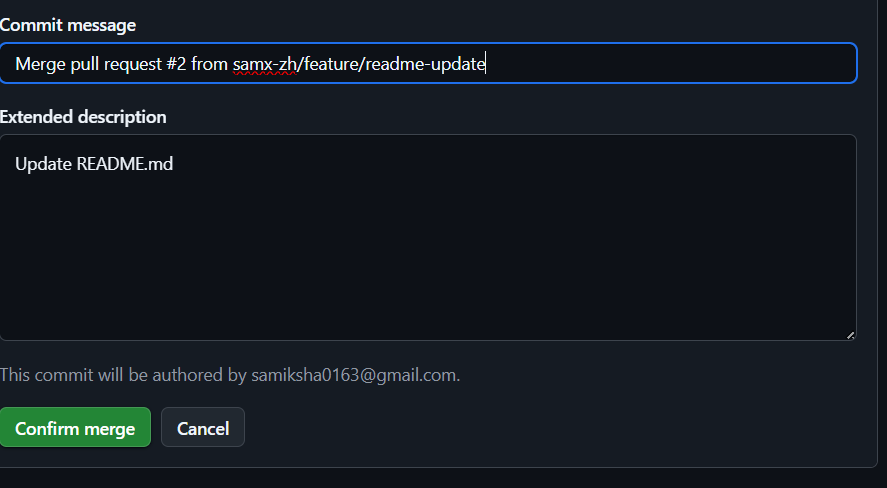 Commit message
Merge pull request #2 from samx-zh/feature/readme-update
Extended description
Update README.md
This commit will be authored by samiksha0163@gmail.com.
Confirm merge
Cancel